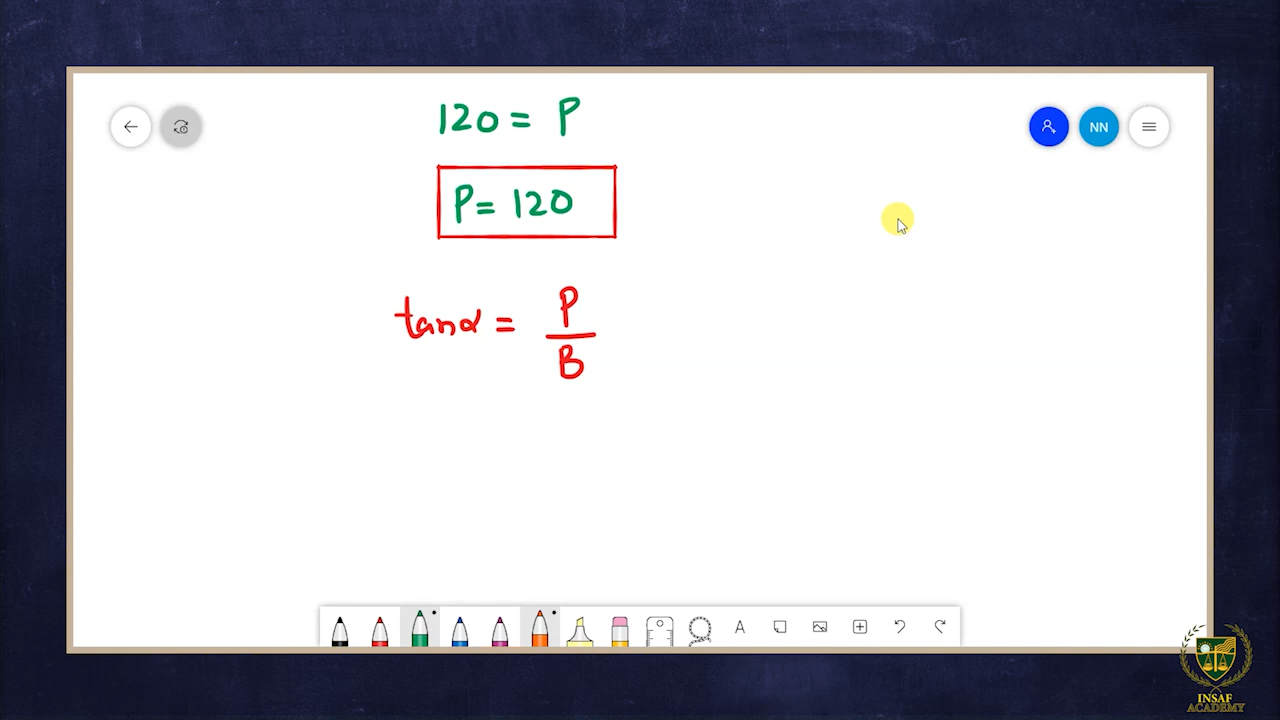 120 = P
NN
P = 120
tanα = P/B
A
INSAF
ACADEMY